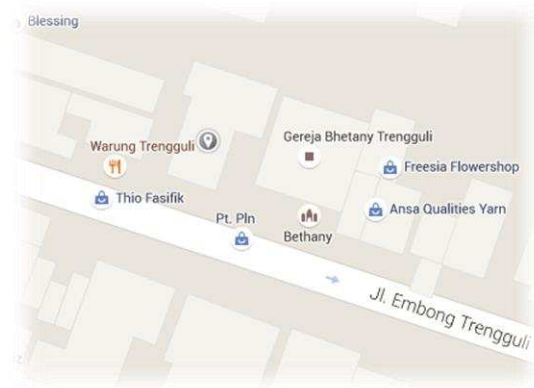 Blessing
Gereja Bhetany Trengguli
Warung Trengguli
Freesia Flowershop
Thio Fasifik
Ansa Qualities Yarn
Pt. Pln
Bethany
Jl. Embong Trengguli